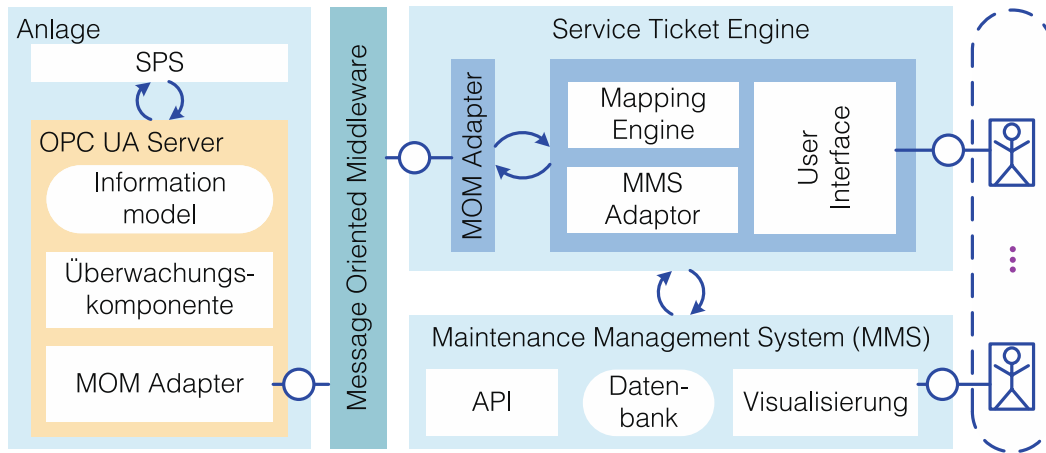 Anlage
SPS
OPC UA Server
Information
model
Überwachungs-
komponente
MOM Adapter
Message Oriented Middleware
Service Ticket Engine
MOM Adapter
Mapping
Engine
MMS
Adaptor
User
Interface
Maintenance Management System (MMS)
API
Daten-
bank
Visualisierung